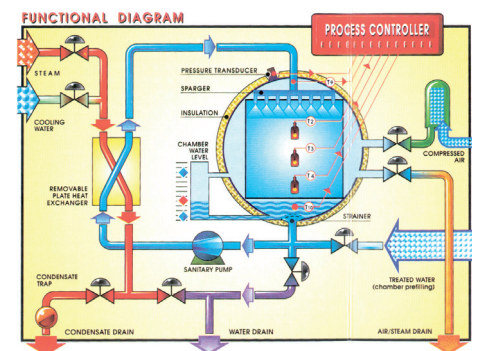 FUNCTIONAL DIAGRAM
PROCESS CONTROLLER
STEAM
COOLING
WATER
PRESSURE TRANSDUCER
SPARGER
INSULATION
CHAMBER
WATER
LEVEL
T9
T2
T3
T4
COMPRESSED
AIR
REMOVABLE
PLATE HEAT
EXCHANGER
STRAINER
SANITARY PUMP
CONDENSATE
TRAP
TREATED WATER
(chamber prefilling)
CONDENSATE DRAIN
WATER DRAIN
AIR/STEAM DRAIN